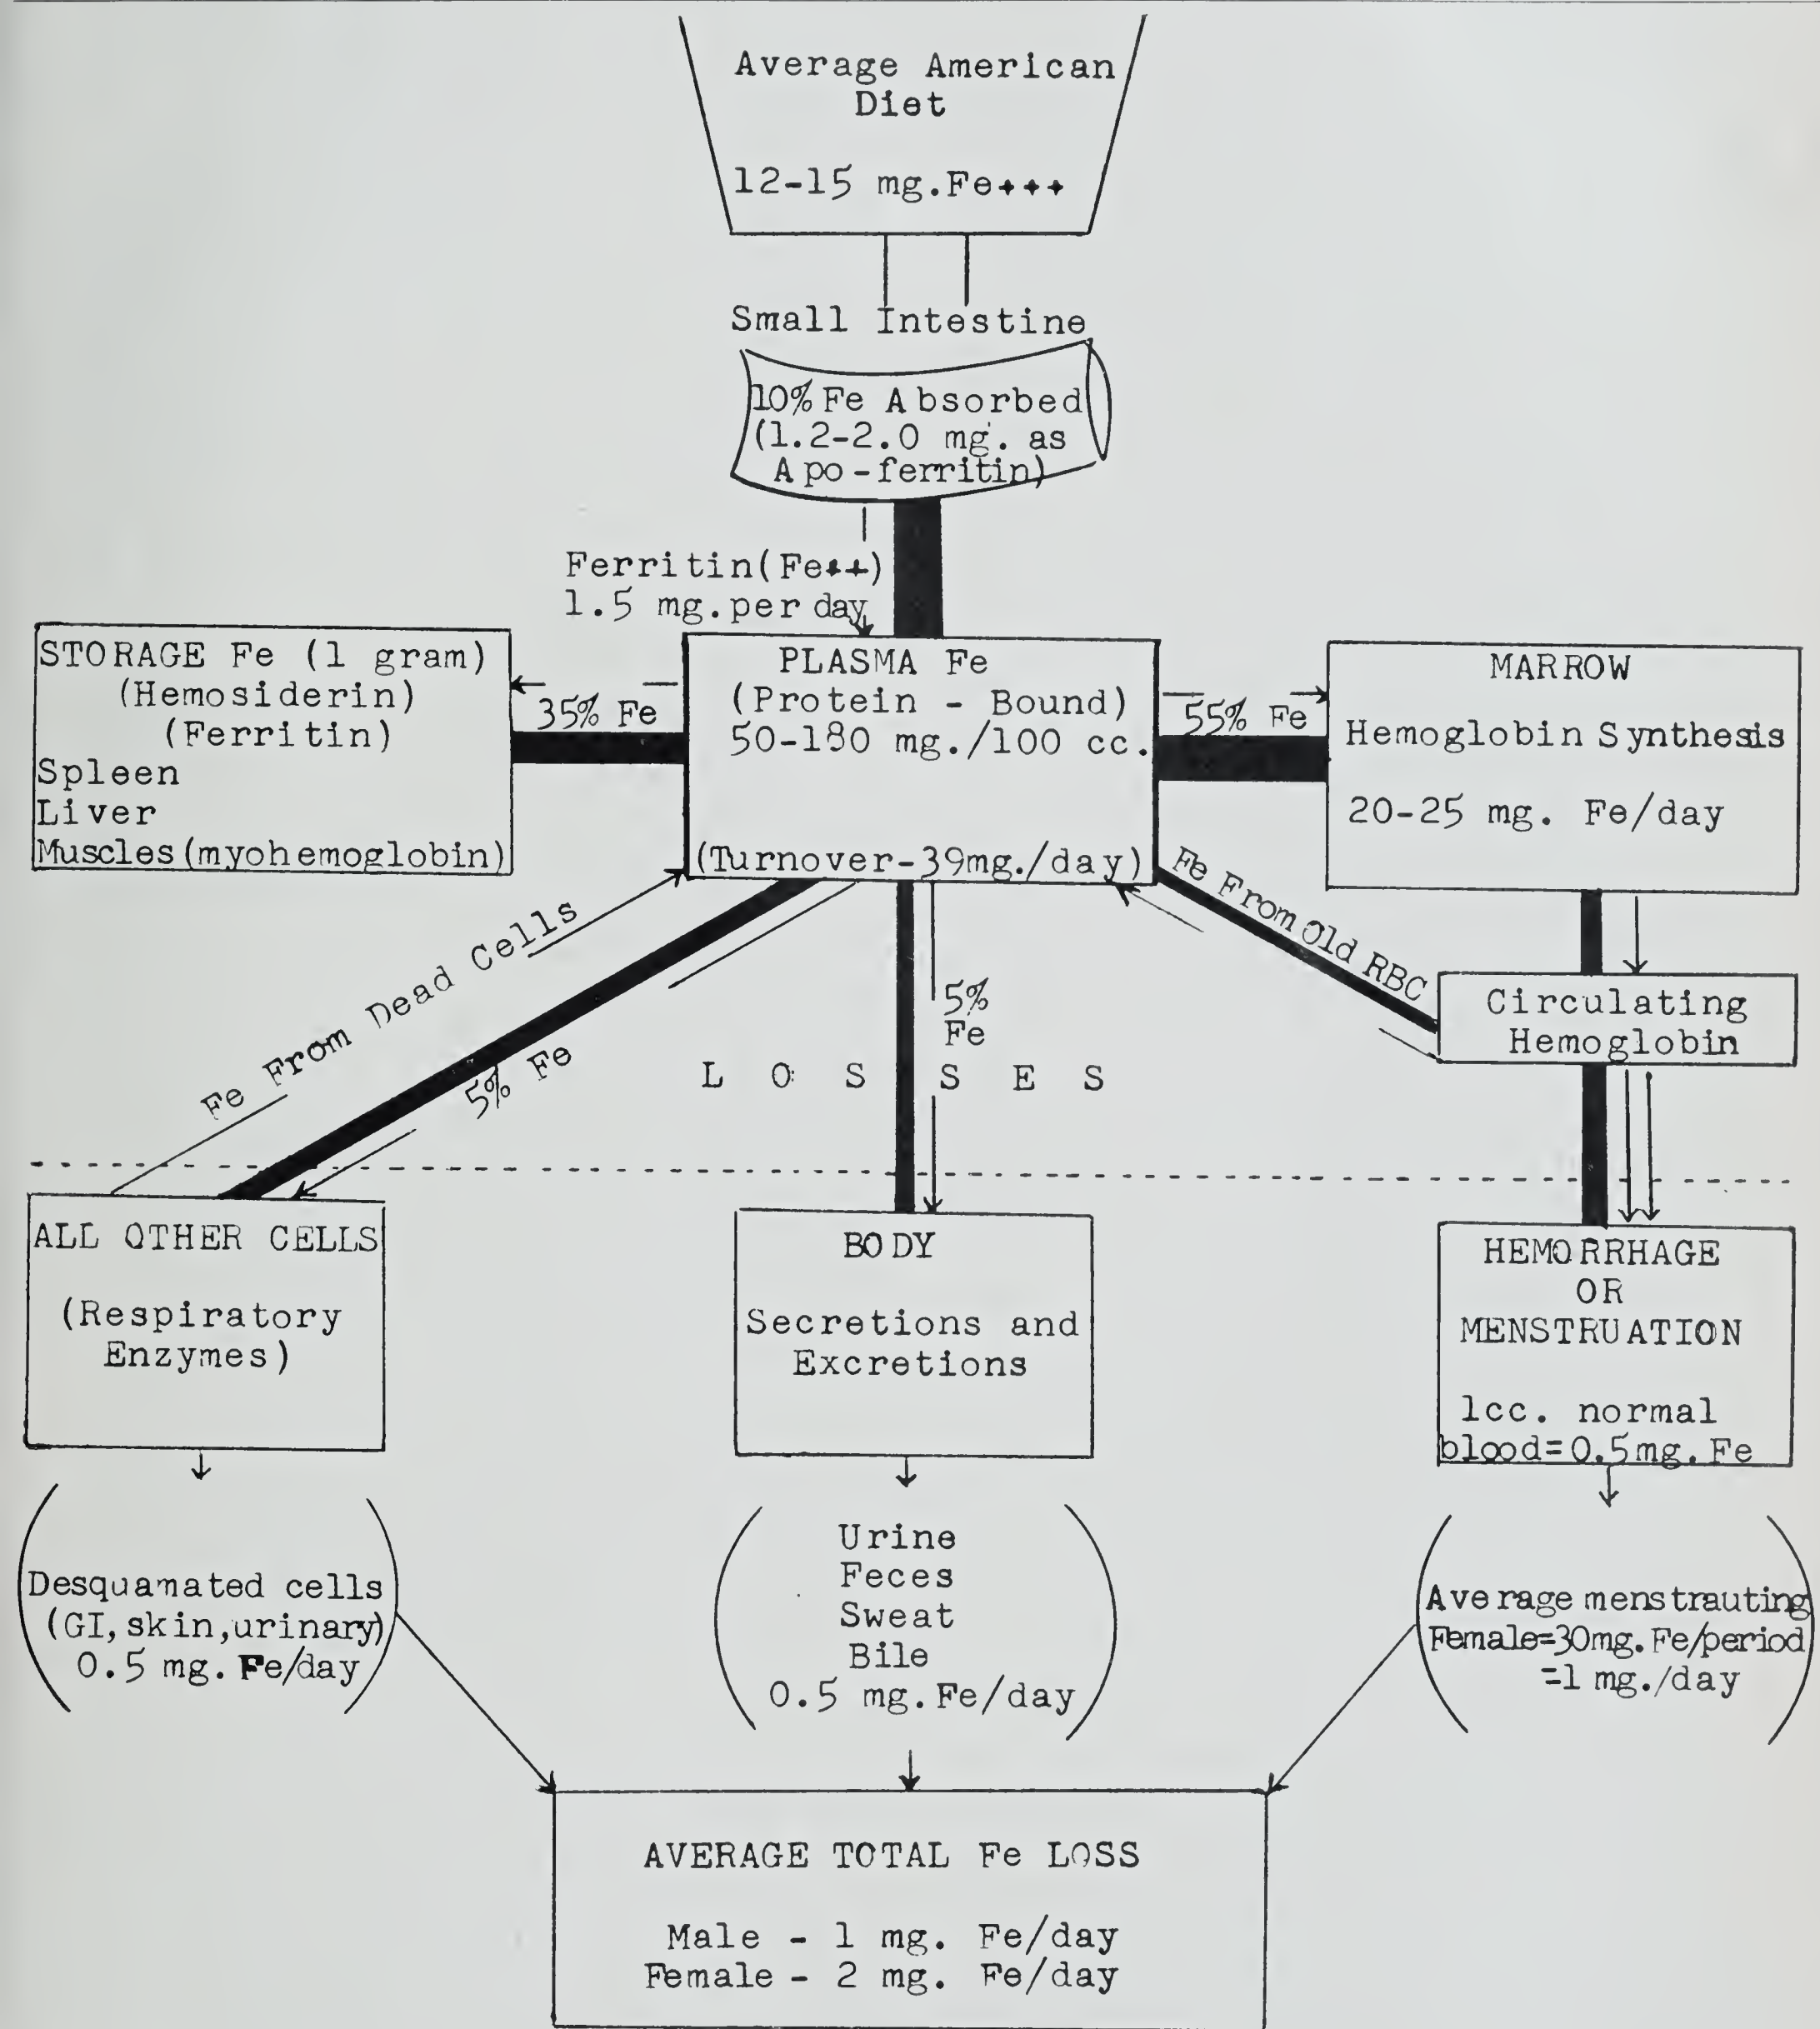 Average American
Diet
12-15 mg.Fe+++
Small Intestine
10% Fe Absorbed
(1.2-2.0 mg. as
Apo-ferritin)
Ferritin(Fe++)
1.5 mg.per day
STORAGE Fe (1 gram)
(Hemosiderin)
(Ferritin)
Spleen
Liver
Muscles(myohemoglobin)
35% Fe
PLASMA Fe
(Protein - Bound)
50-180 mg./100 cc.
(Turnover-39mg./day)
55% Fe
MARROW
Hemoglobin Synthesis
20-25 mg. Fe/day
Fe From Dead Cells
5% Fe
5%
Fe
Fe From Old RBC
Circulating
Hemoglobin
L O S S E S
ALL OTHER CELLS
(Respiratory
Enzymes)
BODY
Secretions and
Excretions
HEMORRHAGE
OR
MENSTRUATION
1cc. normal
blood=0.5mg. Fe
Desquamated cells
(GI,skin,urinary)
0.5 mg. Fe/day
Urine
Feces
Sweat
Bile
0.5 mg.Fe/day
Average menstrauting
Female=30mg. Fe/period
=1 mg./day
AVERAGE TOTAL Fe LOSS
Male - 1 mg. Fe/day
Female - 2 mg. Fe/day